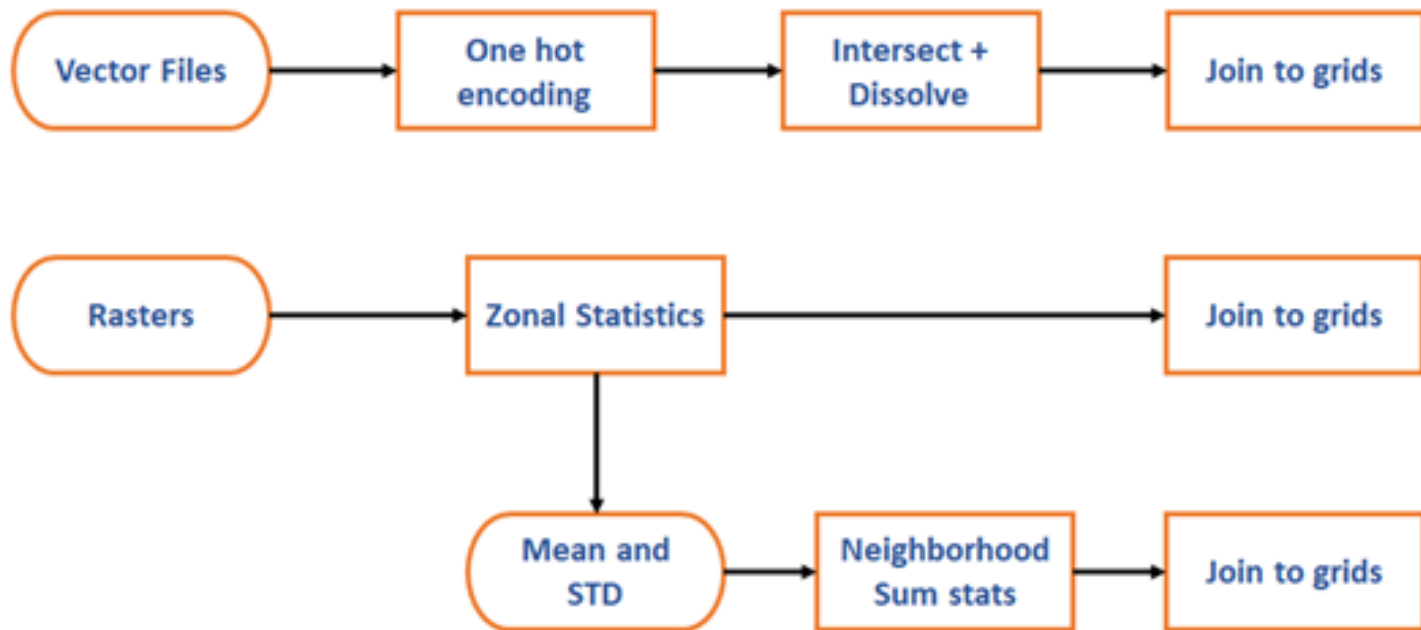 Vector Files
One hot
encoding
Intersect +
Dissolve
Join to grids
Rasters
Zonal Statistics
Join to grids
Mean and
STD
Neighborhood
Sum stats
Join to grids